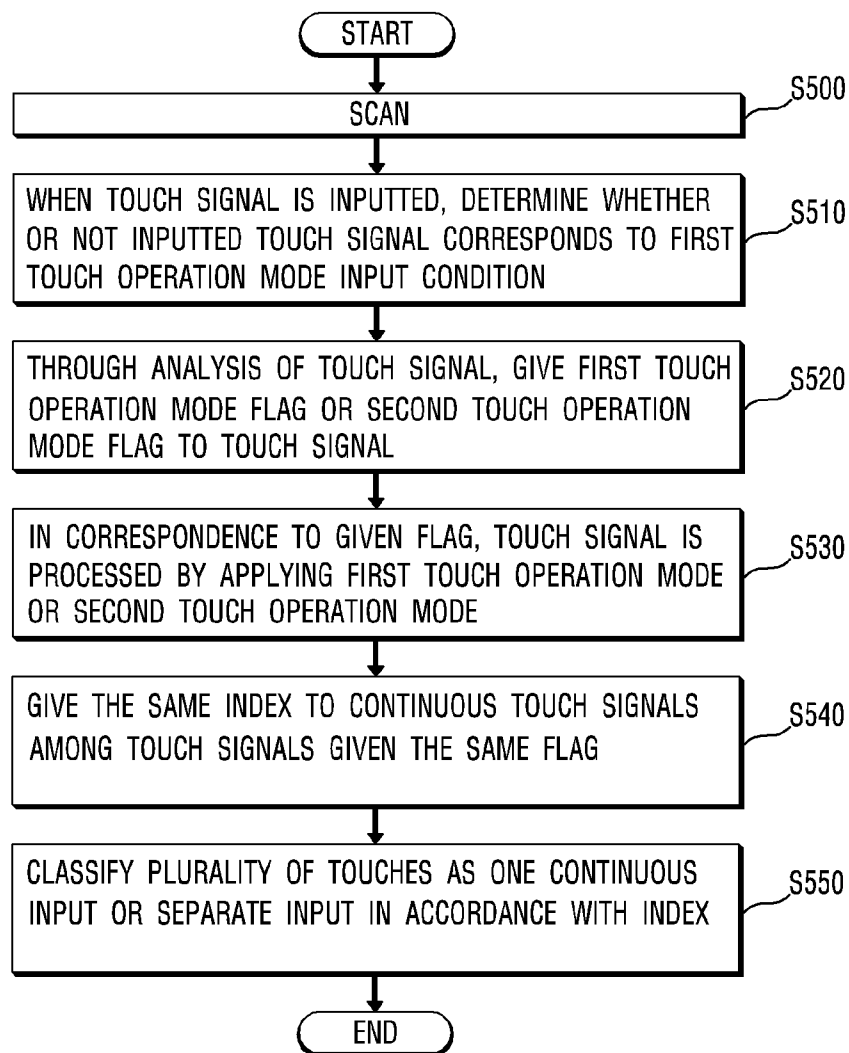 START
SCAN
S500
WHEN TOUCH SIGNAL IS INPUTTED, DETERMINE WHETHER
OR NOT INPUTTED TOUCH SIGNAL CORRESPONDS TO FIRST
TOUCH OPERATION MODE INPUT CONDITION
S510
THROUGH ANALYSIS OF TOUCH SIGNAL, GIVE FIRST TOUCH
OPERATION MODE FLAG OR SECOND TOUCH OPERATION
MODE FLAG TO TOUCH SIGNAL
S520
IN CORRESPONDENCE TO GIVEN FLAG, TOUCH SIGNAL IS
PROCESSED BY APPLYING FIRST TOUCH OPERATION MODE
OR SECOND TOUCH OPERATION MODE
S530
GIVE THE SAME INDEX TO CONTINUOUS TOUCH SIGNALS
AMONG TOUCH SIGNALS GIVEN THE SAME FLAG
S540
CLASSIFY PLURALITY OF TOUCHES AS ONE CONTINUOUS
INPUT OR SEPARATE INPUT IN ACCORDANCE WITH INDEX
S550
END